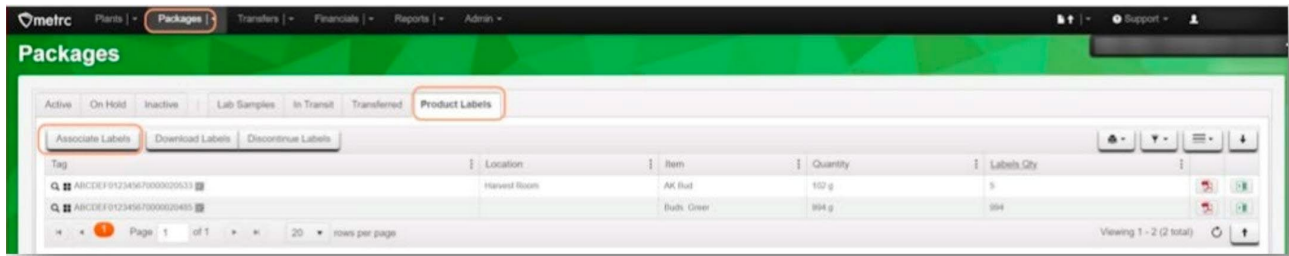 metrc Plants | Packages | Transfers | Financials | Reports | Admin Support
Packages
Active On Hold Inactive | Lab Samples In Transit Transferred Product Labels
Associate Labels Download Labels Discontinue Labels
Tag Location Item Quantity Labels Qty
ABCDEF012345670000020533 Harvest Room AK Bud 102 g 5
ABCDEF012345670000020455 Buds Greer 994 g 994
1 Page 1 of 1 20 rows per page Viewing 1 - 2 (2 total)